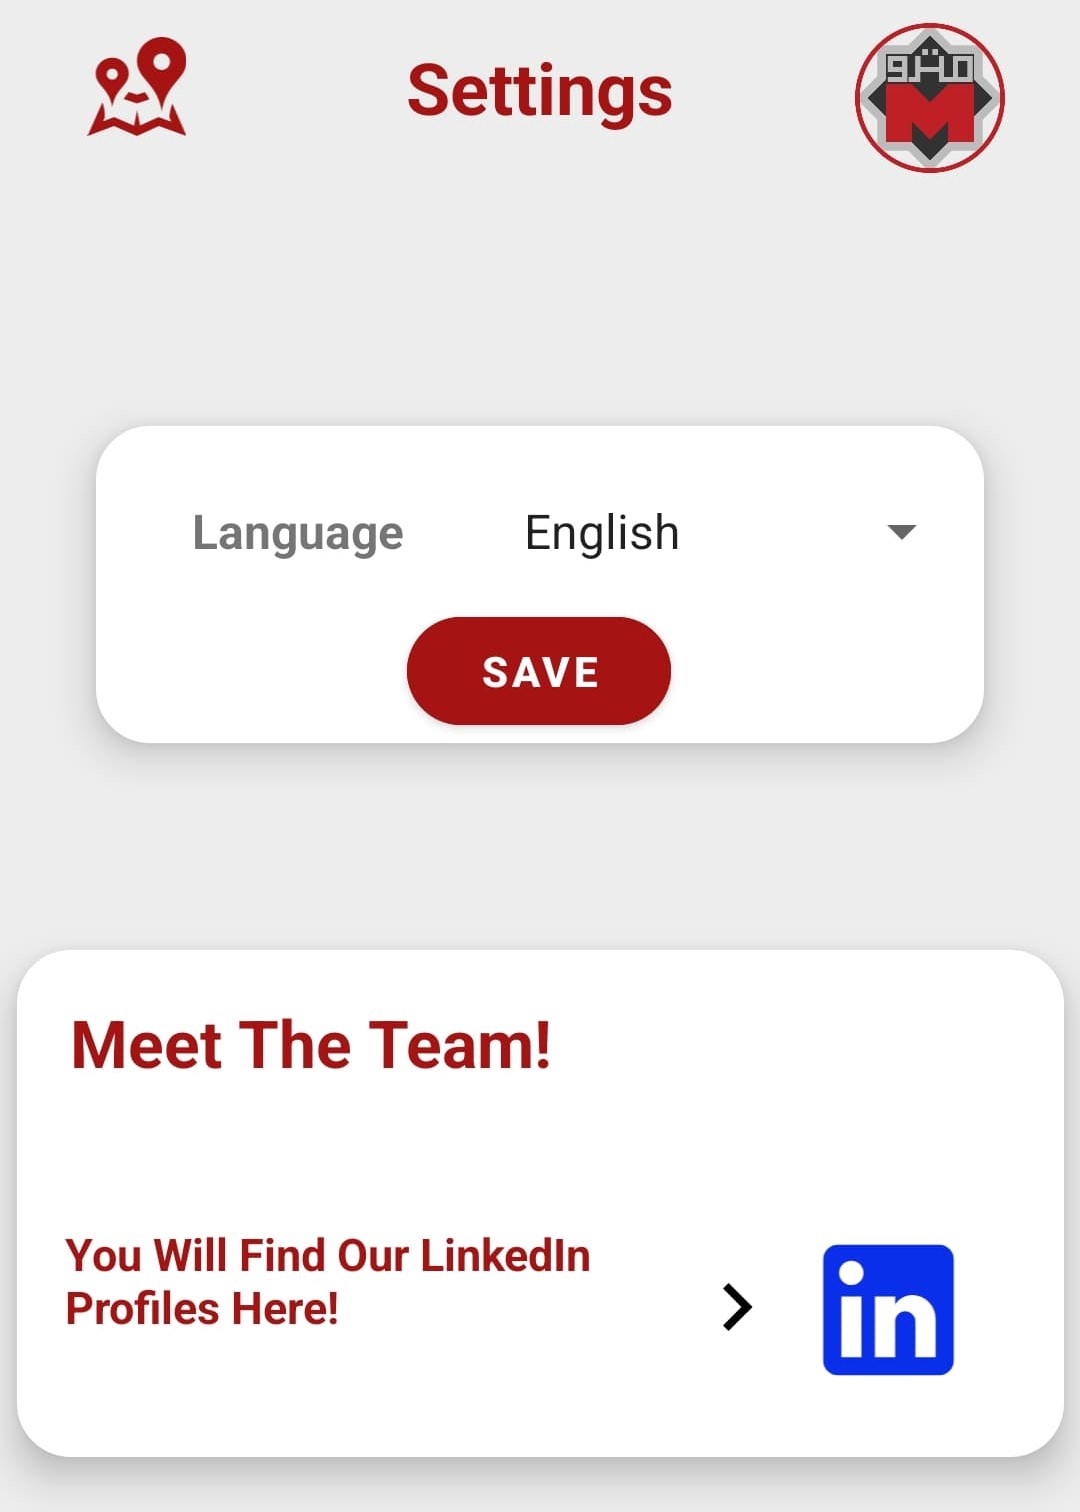 Settings
Language
English
SAVE
Meet The Team!
You Will Find Our LinkedIn
Profiles Here!
in